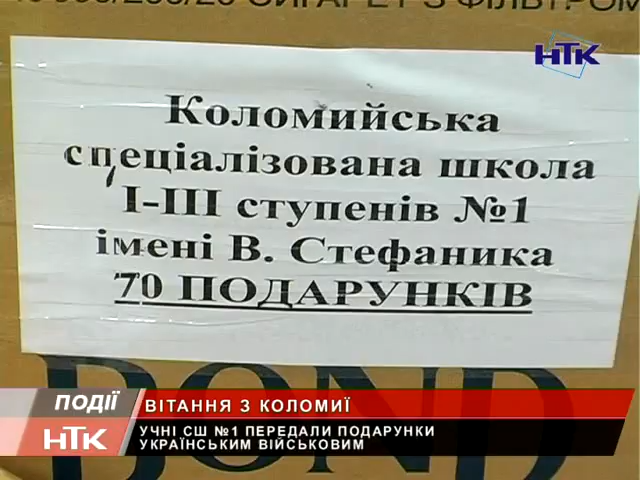 СИГАРЕТ З ФІЛЬТРОМ
НТК
Коломийська
спеціалізована школа
І-ІІІ ступенів №1
імені В. Стефаника
70 ПОДАРУНКІВ
BOND
ПОДІЇ
ВІТАННЯ З КОЛОМИЇ
НТК
УЧНІ СШ №1 ПЕРЕДАЛИ ПОДАРУНКИ
УКРАЇНСЬКИМ ВІЙСЬКОВИМ